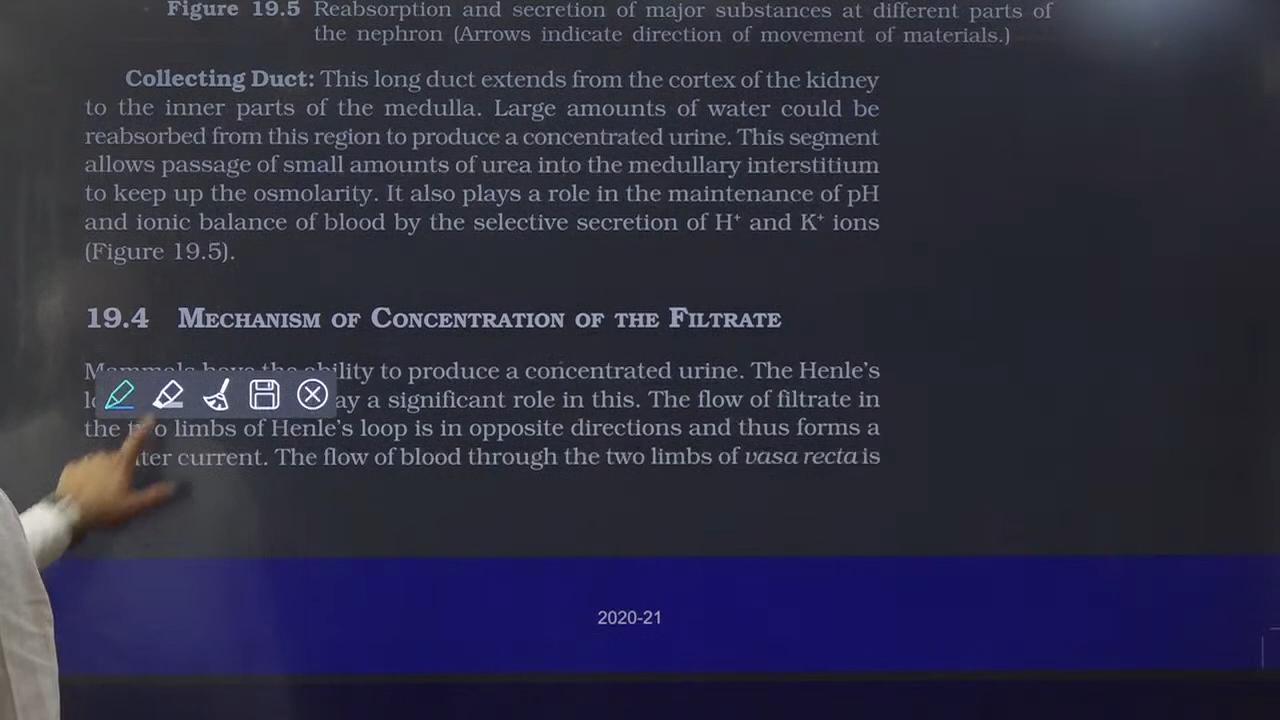 Figure 19.5 Reabsorption and secretion of major substances at different parts of
the nephron (Arrows indicate direction of movement of materials.)
Collecting Duct: This long duct extends from the cortex of the kidney
to the inner parts of the medulla. Large amounts of water could be
reabsorbed from this region to produce a concentrated urine. This segment
allows passage of small amounts of urea into the medullary interstitium
to keep up the osmolarity. It also plays a role in the maintenance of pH
and ionic balance of blood by the selective secretion of H⁺ and K⁺ ions
(Figure 19.5).
19.4 MECHANISM OF CONCENTRATION OF THE FILTRATE
Mammals have the ability to produce a concentrated urine. The Henle's
a significant role in this. The flow of filtrate in
the two limbs of Henle's loop is in opposite directions and thus forms a
current. The flow of blood through the two limbs of vasa recta is
2020-21